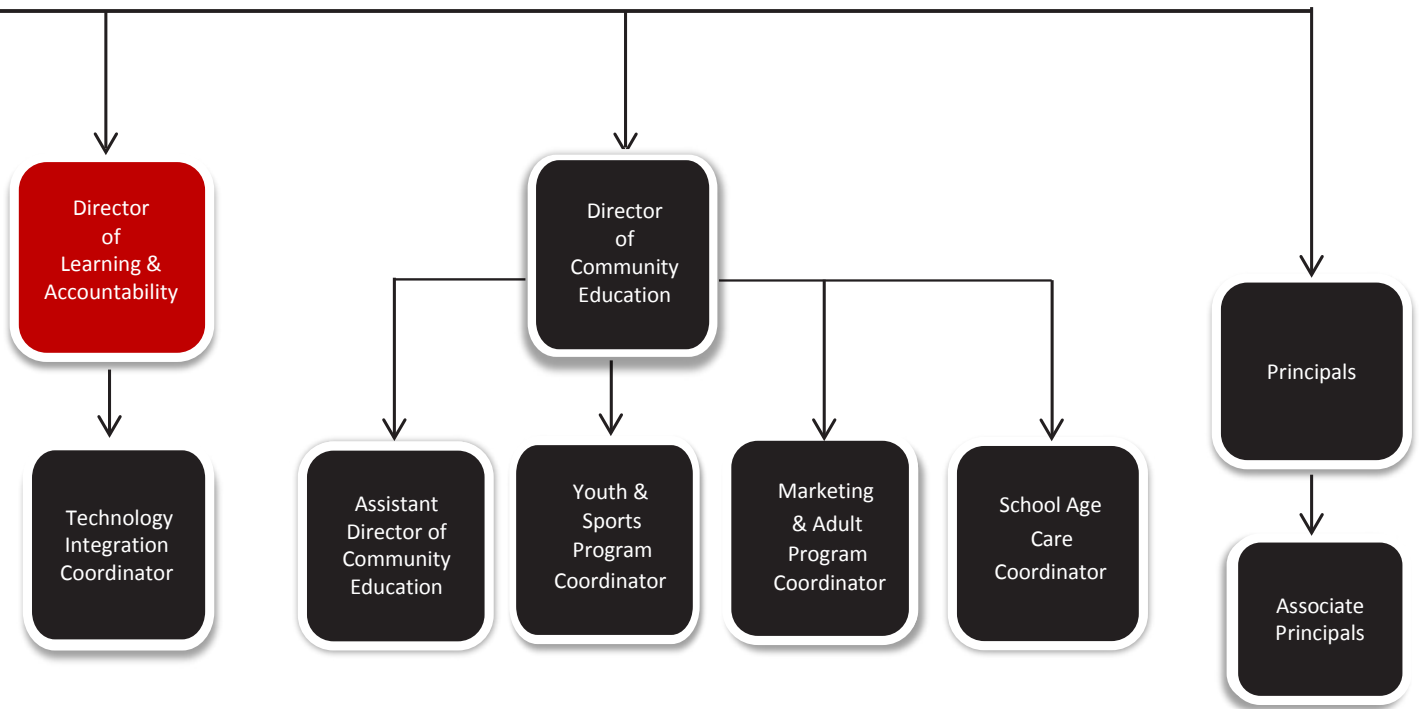 Director
of
Learning &
Accountability
Director
of
Community
Education
Principals
Technology
Integration
Coordinator
Assistant
Director of
Community
Education
Youth &
Sports
Program
Coordinator
Marketing
& Adult
Program
Coordinator
School Age
Care
Coordinator
Associate
Principals